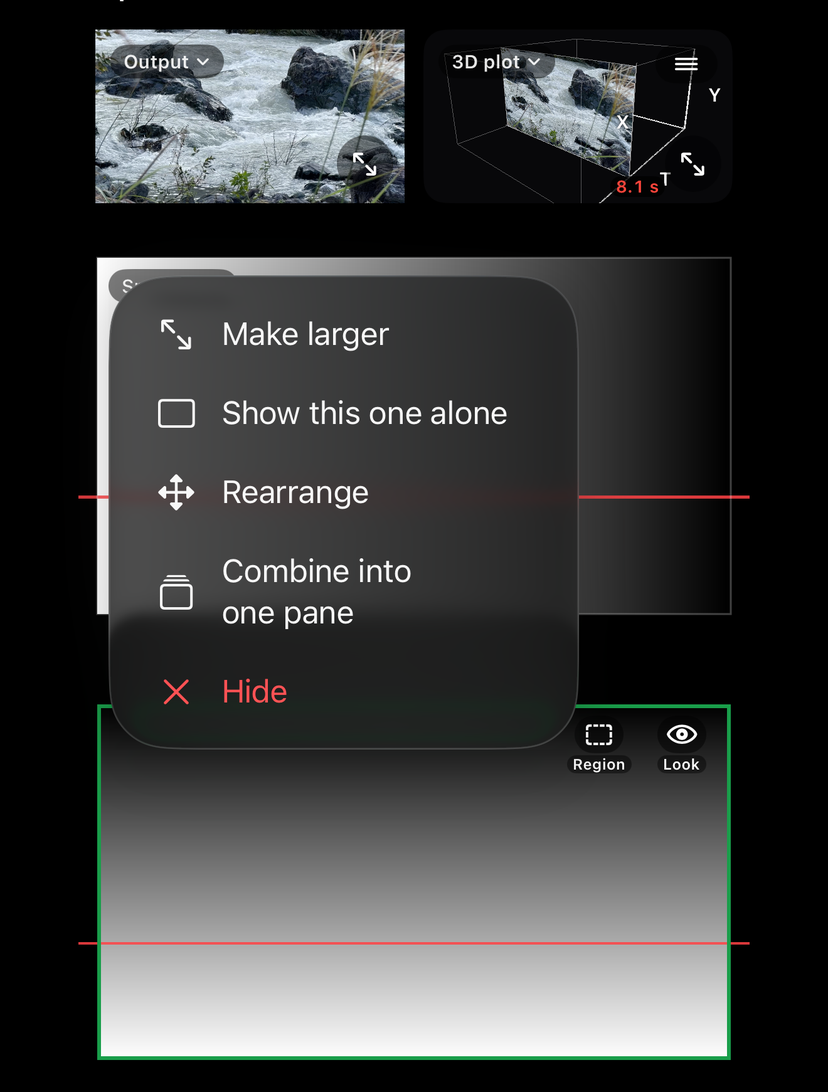 Output
3D plot
Y
X
T
8.1 s
Make larger
Show this one alone
Rearrange
Combine into
one pane
Hide
Region
Look